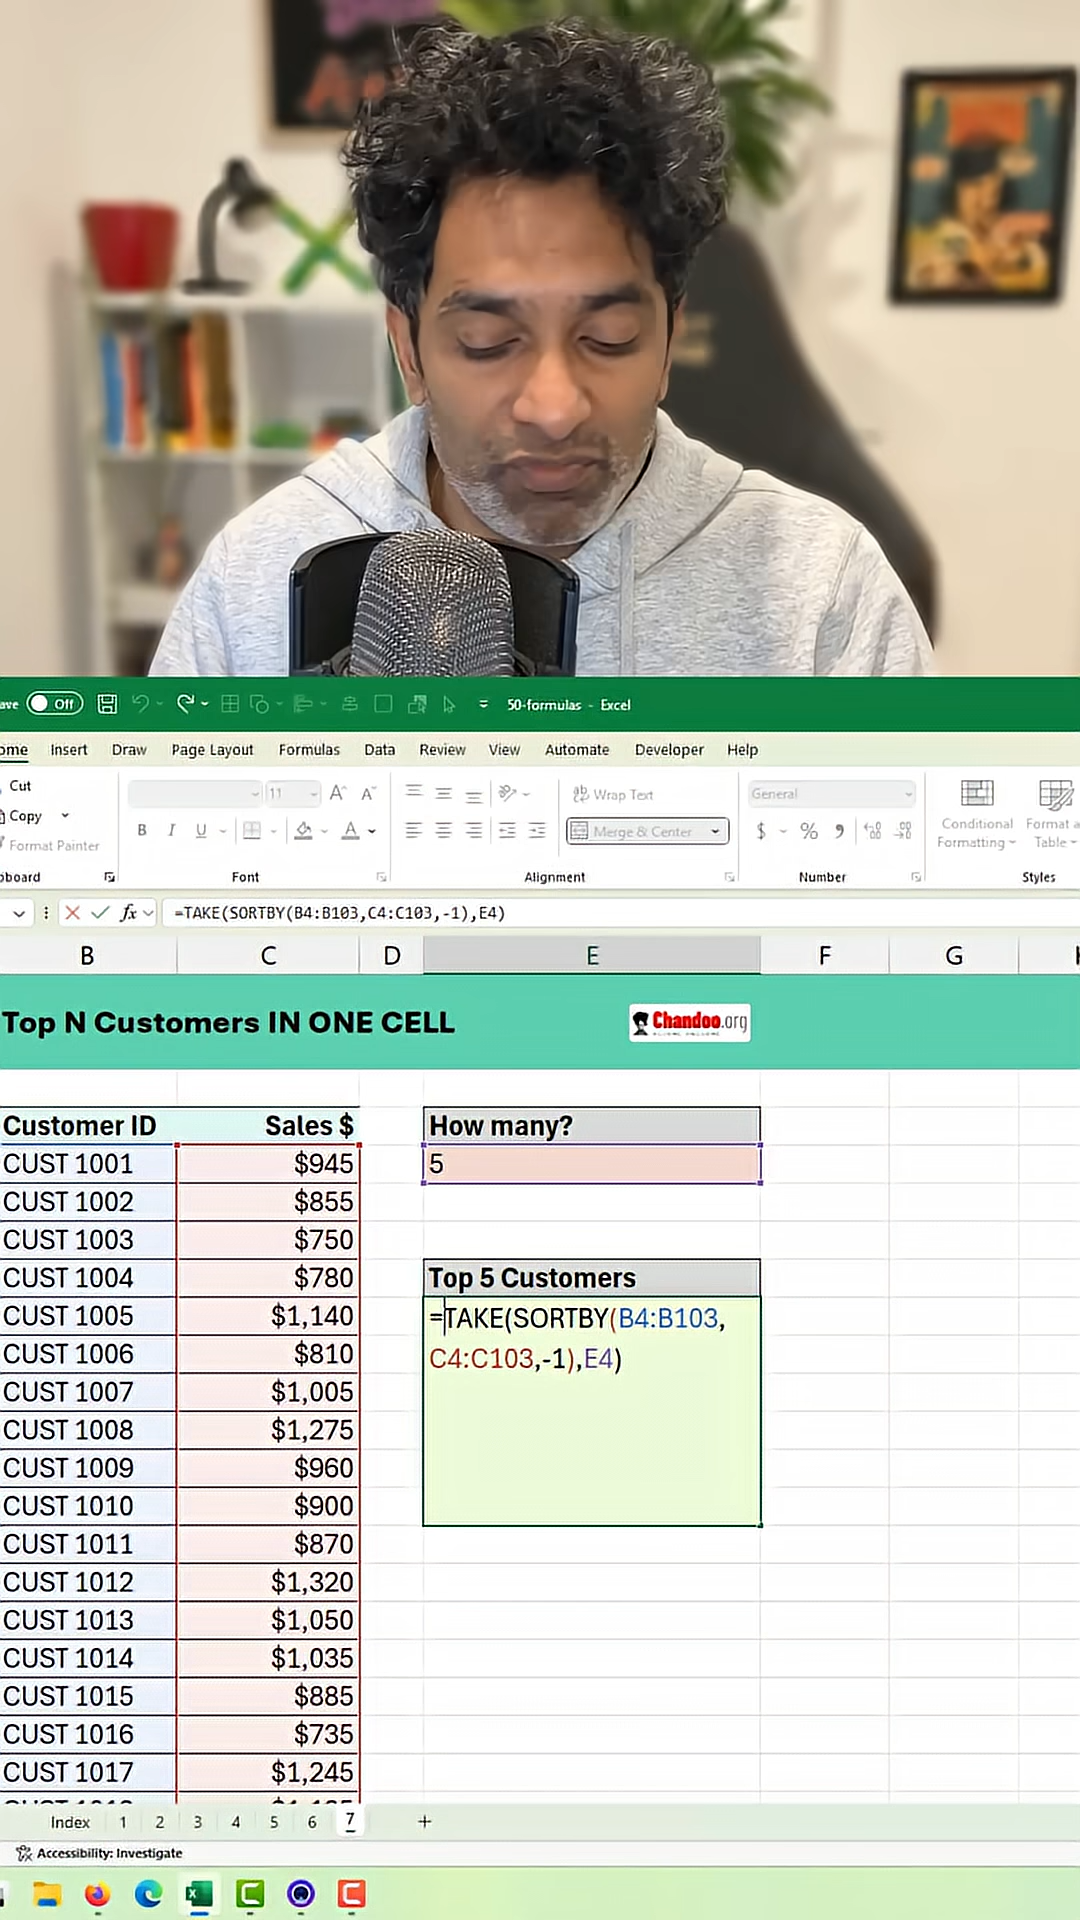 ave Off 50-formulas - Excel
ome Insert Draw Page Layout Formulas Data Review View Automate Developer Help
Cut
Copy
Format Painter
board
11 A^ A˅
B I U A
Font
ab Wrap Text
Merge & Center
Alignment
General
$ % 9
Number
Conditional
Formatting
Format a
Table
Styles
fx =TAKE(SORTBY(B4:B103,C4:C103,-1),E4)
B C D E F G
Top N Customers IN ONE CELL Chandoo.org
Customer ID Sales $ How many?
CUST 1001 $945 5
CUST 1002 $855
CUST 1003 $750
CUST 1004 $780 Top 5 Customers
CUST 1005 $1,140 =TAKE(SORTBY(B4:B103,
CUST 1006 $810 C4:C103,-1),E4)
CUST 1007 $1,005
CUST 1008 $1,275
CUST 1009 $960
CUST 1010 $900
CUST 1011 $870
CUST 1012 $1,320
CUST 1013 $1,050
CUST 1014 $1,035
CUST 1015 $885
CUST 1016 $735
CUST 1017 $1,245
Index 1 2 3 4 5 6 7 +
Accessibility: Investigate